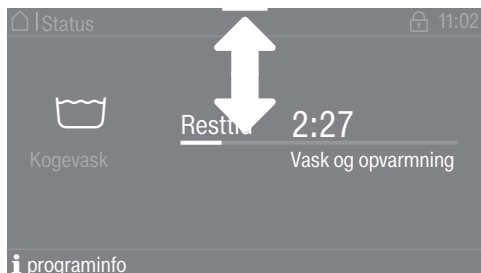 Status 11:02
Resttid 2:27
Kogevask Vask og opvarmning
i programinfo